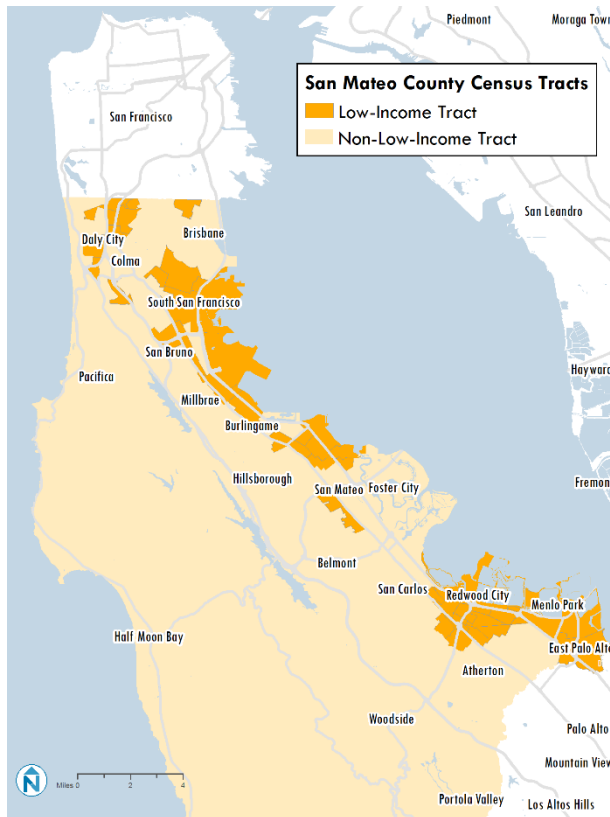 Piedmont
Moraga Town
San Mateo County Census Tracts
Low-Income Tract
Non-Low-Income Tract
San Francisco
San Leandro
Daly City
Brisbane
Colma
South San Francisco
San Bruno
Hayward
Pacifica
Millbrae
Burlingame
Hillsborough
San Mateo
Foster City
Fremon
Belmont
San Carlos
Redwood City
Menlo Park
Half Moon Bay
East Palo Alto
Atherton
Woodside
Palo Alto
Mountain View
N
Miles 0 2 4
Portola Valley
Los Altos Hills